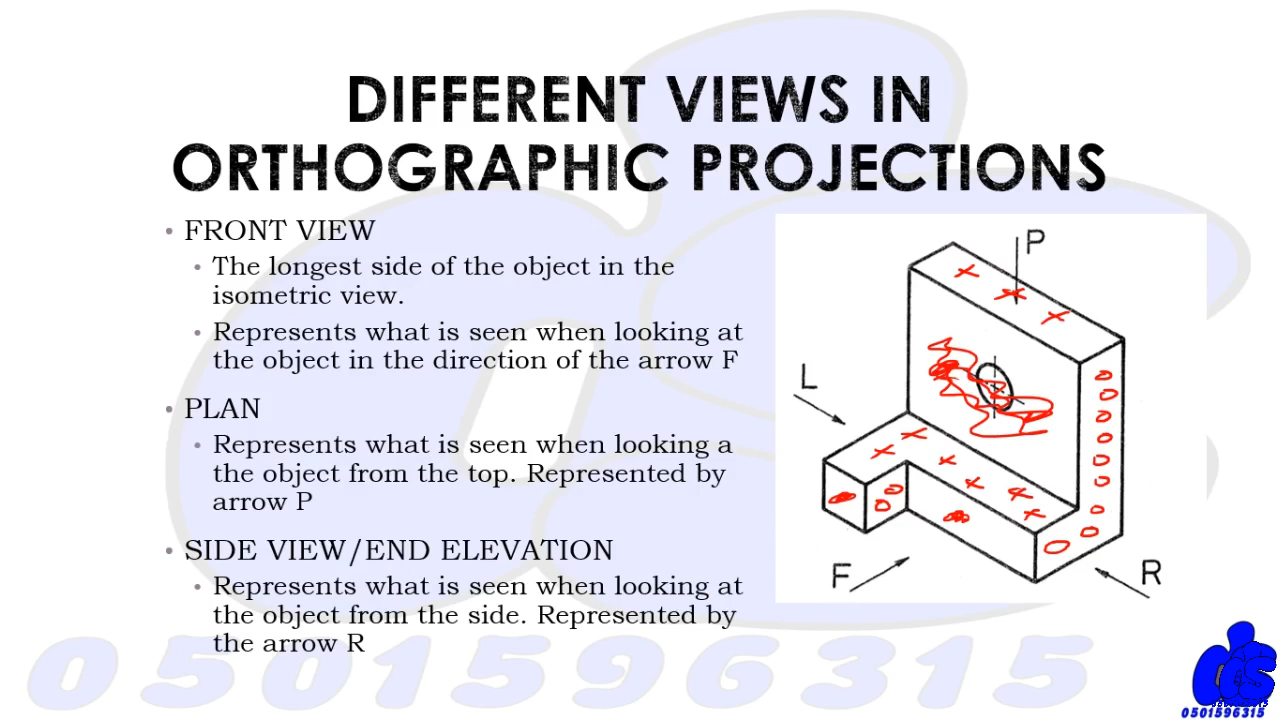 DIFFERENT VIEWS IN
ORTHOGRAPHIC PROJECTIONS
• FRONT VIEW
• The longest side of the object in the
isometric view.
• Represents what is seen when looking at
the object in the direction of the arrow F
• PLAN
• Represents what is seen when looking a
the object from the top. Represented by
arrow P
• SIDE VIEW/END ELEVATION
• Represents what is seen when looking at
the object from the side. Represented by
the arrow R
P
L
F
R
0501596315
0501596315